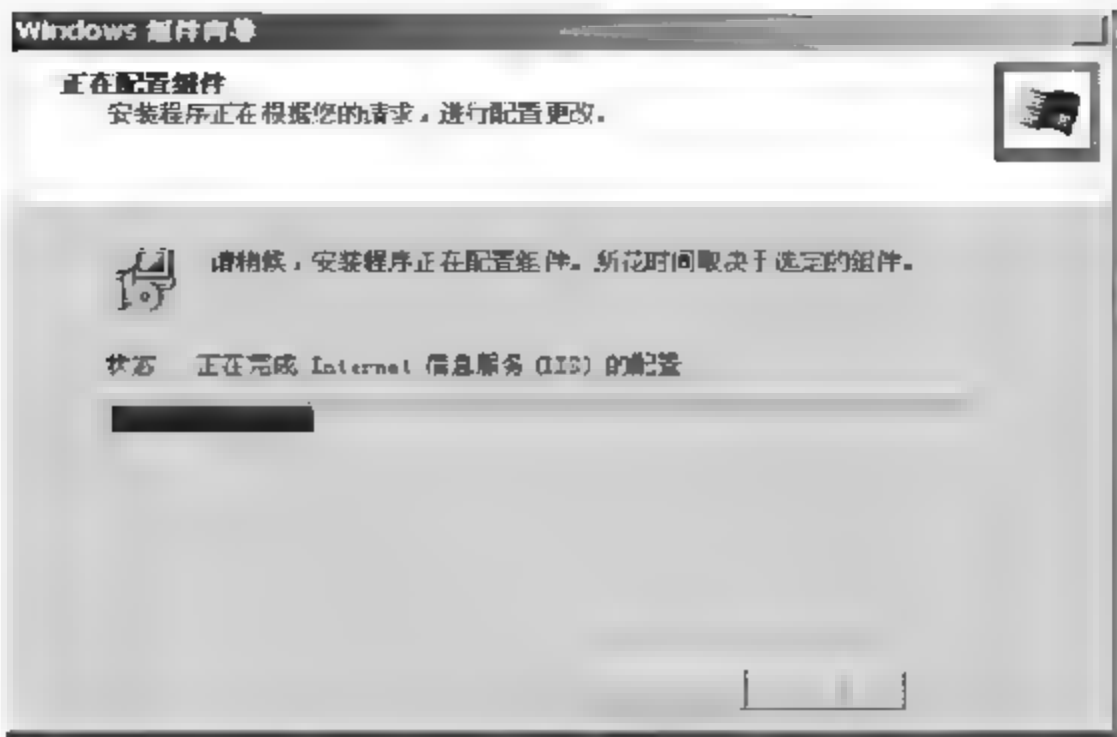 Windows 组件向导
正在配置组件
安装程序正在根据您的请求，进行配置更改。
请稍候，安装程序正在配置组件。所花时间取决于选定的组件。
状态 正在完成 Internet 信息服务 (IIS) 的配置